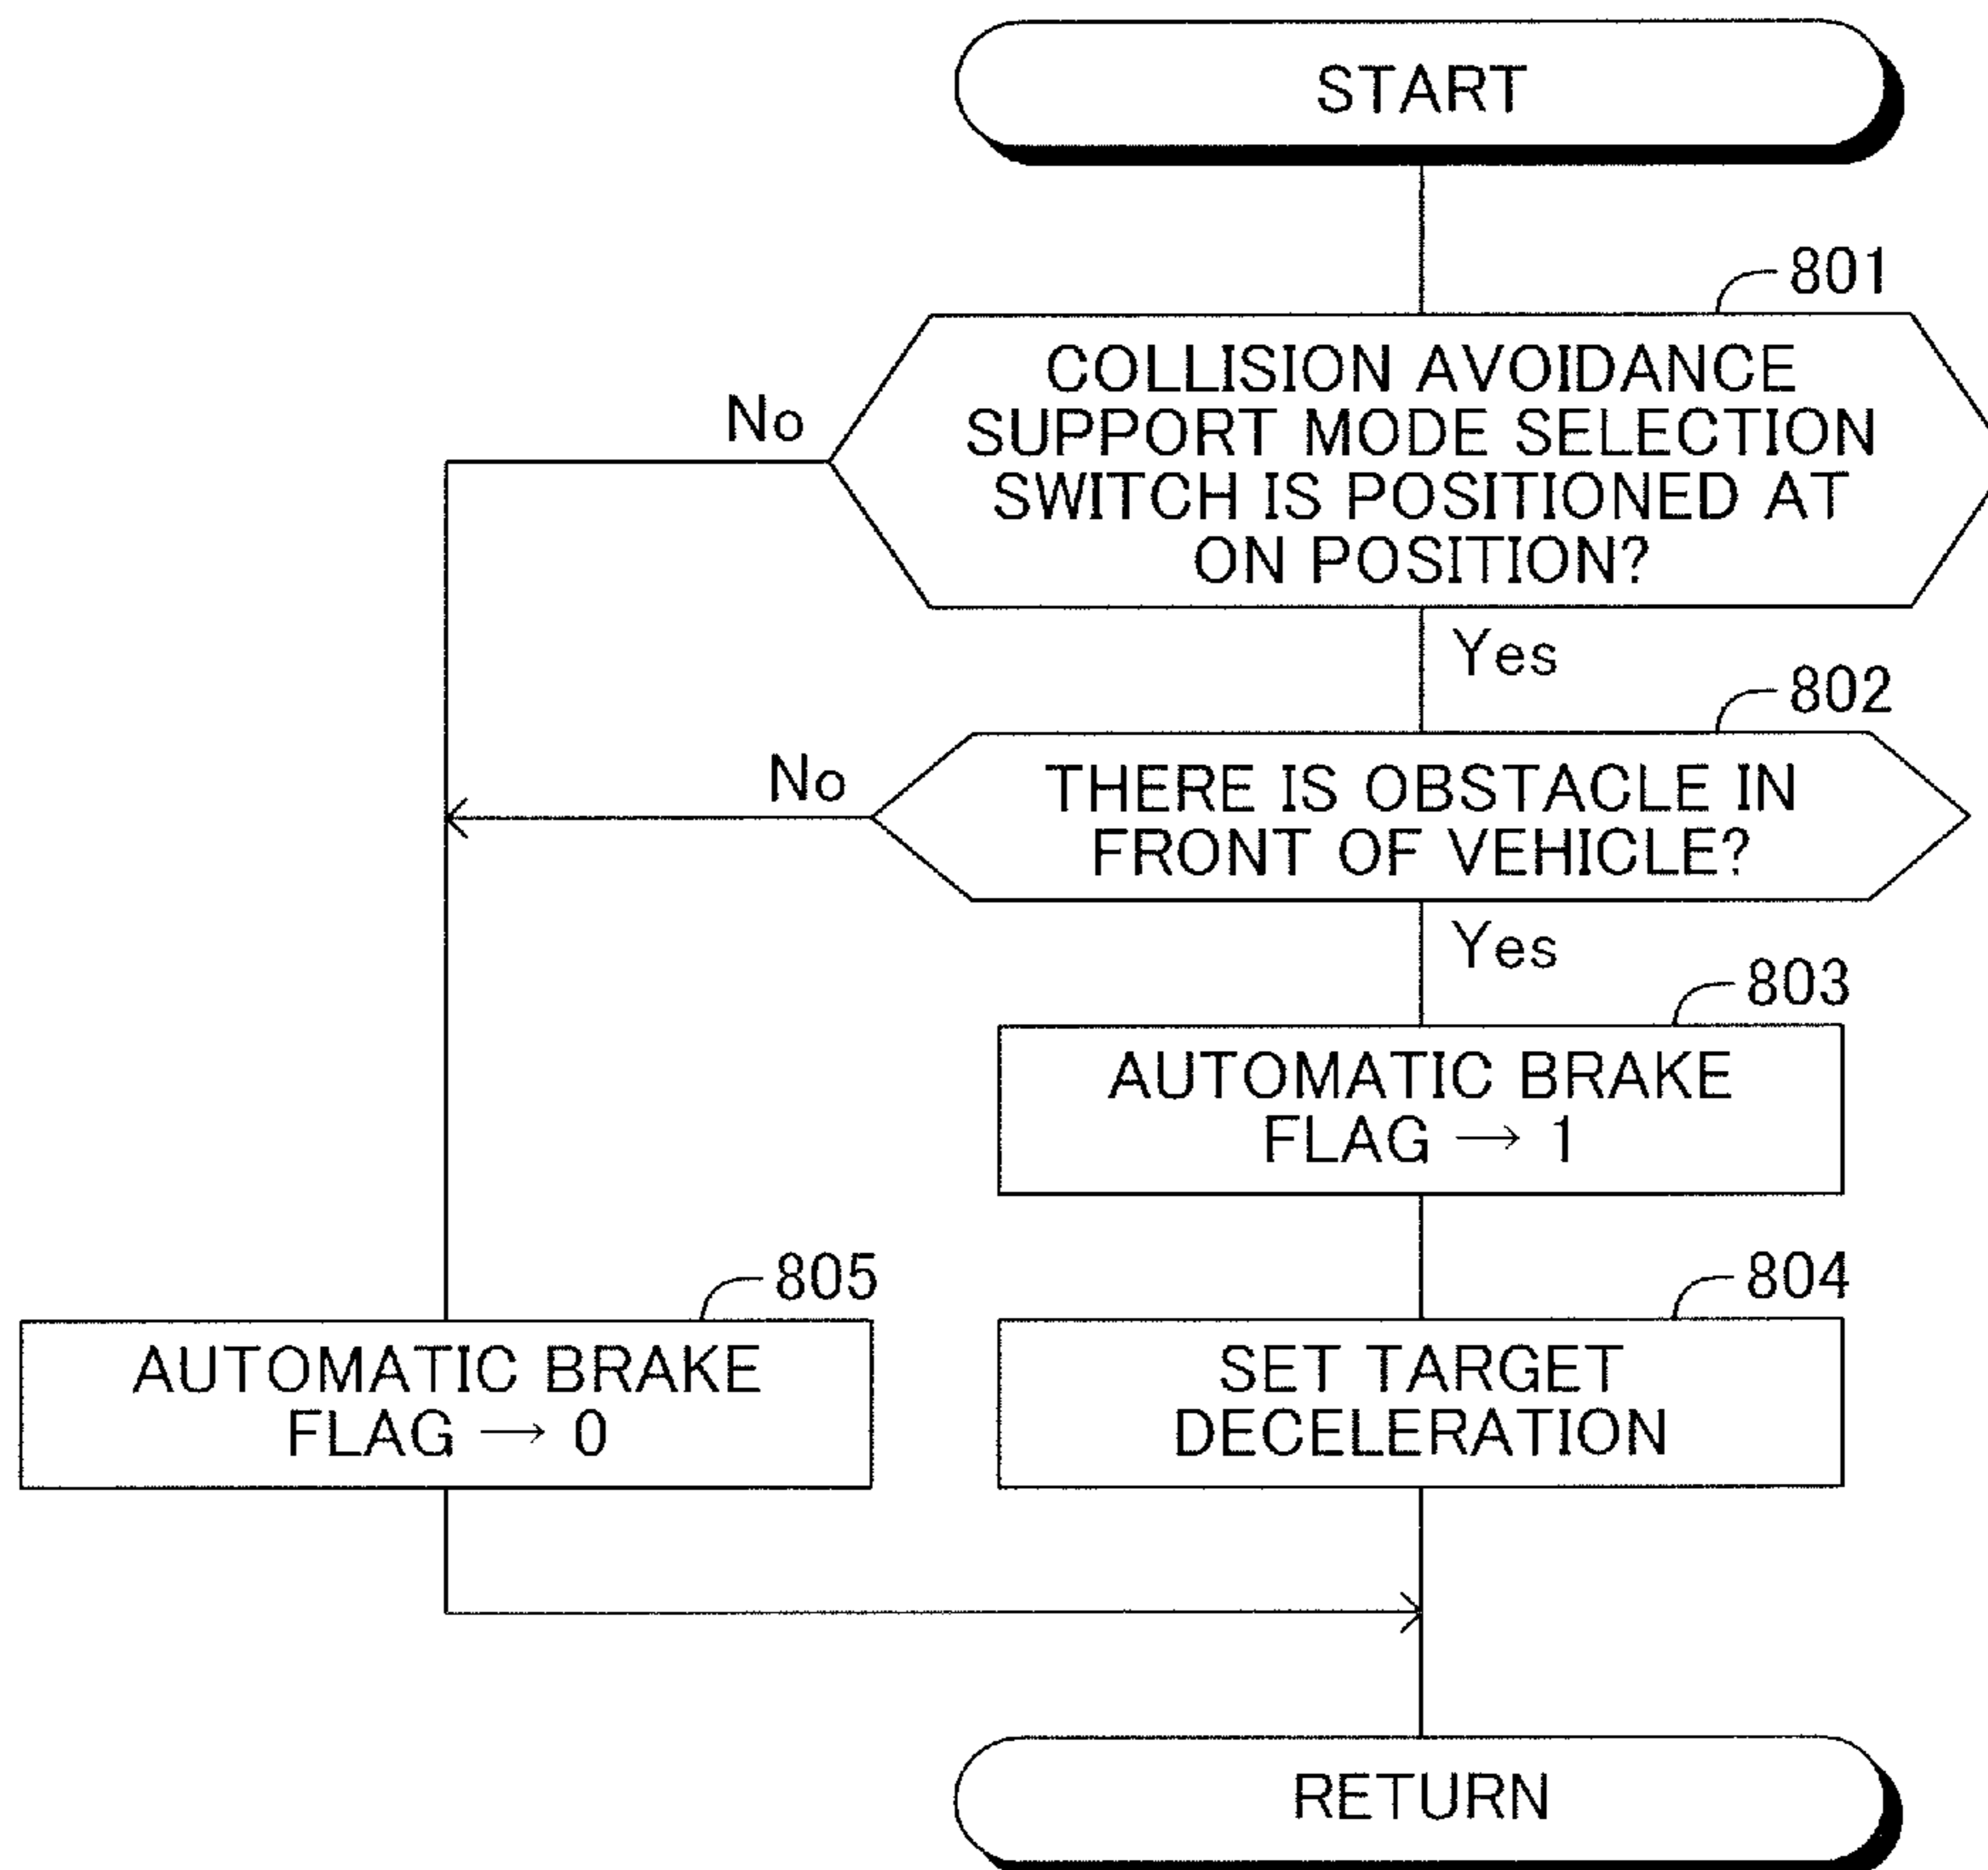 START
801
COLLISION AVOIDANCE
SUPPORT MODE SELECTION
SWITCH IS POSITIONED AT
ON POSITION?
No
Yes
802
THERE IS OBSTACLE IN
FRONT OF VEHICLE?
No
Yes
803
AUTOMATIC BRAKE
FLAG → 1
804
SET TARGET
DECELERATION
805
AUTOMATIC BRAKE
FLAG → 0
RETURN